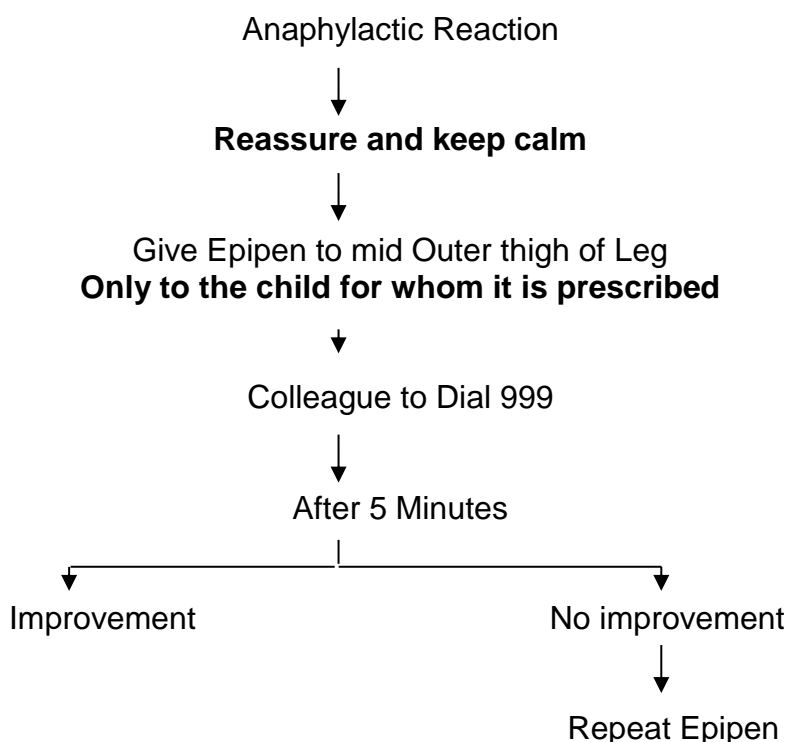 Anaphylactic Reaction
Reassure and keep calm
Give Epipen to mid Outer thigh of Leg
Only to the child for whom it is prescribed
Colleague to Dial 999
After 5 Minutes
Improvement
No improvement
Repeat Epipen